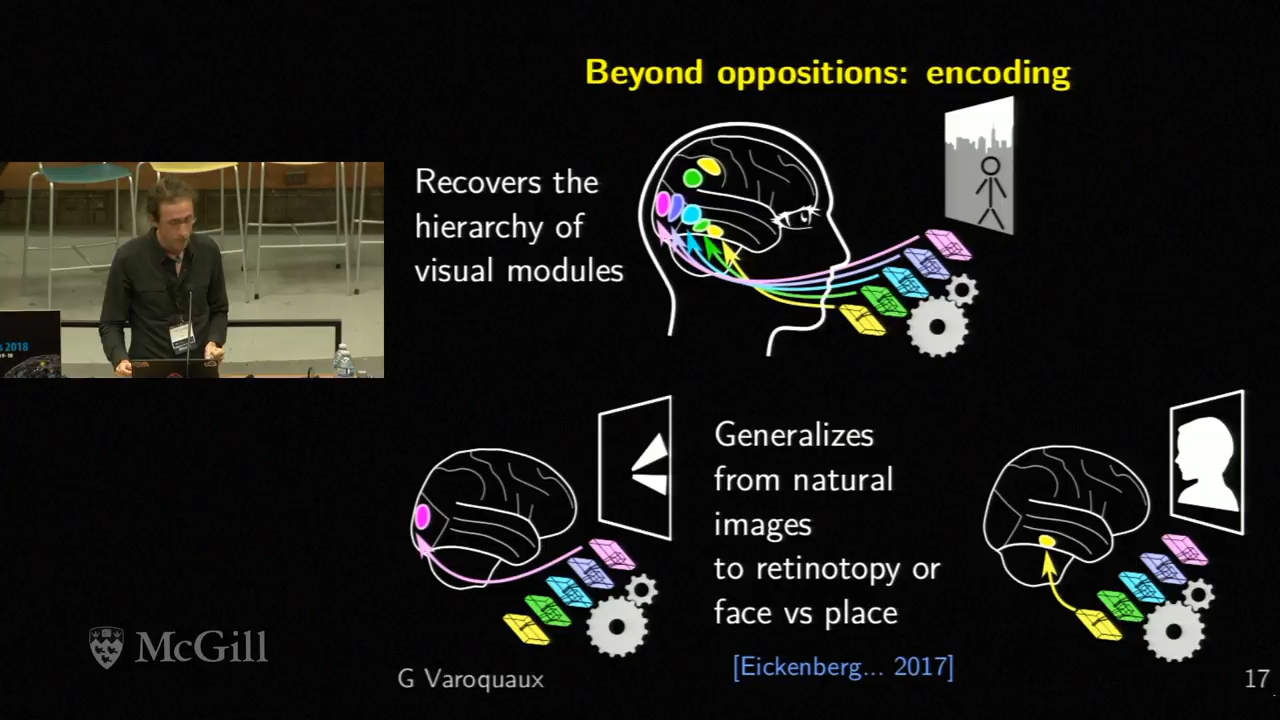 Beyond oppositions: encoding
Recovers the
hierarchy of
visual modules
Generalizes
from natural
images
to retinotopy or
face vs place
[Eickenberg... 2017]
McGill
G Varoquaux
17
s 2018